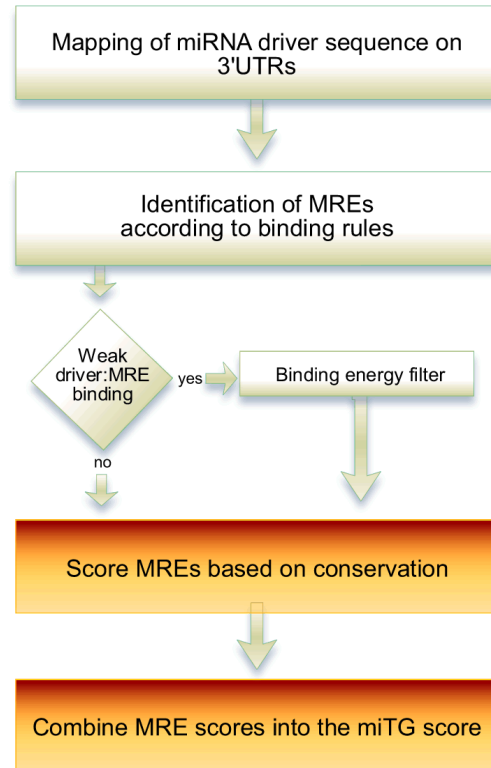 Mapping of miRNA driver sequence on
3'UTRs
Identification of MREs
according to binding rules
Weak
driver:MRE
binding
yes
Binding energy filter
no
Score MREs based on conservation
Combine MRE scores into the miTG score